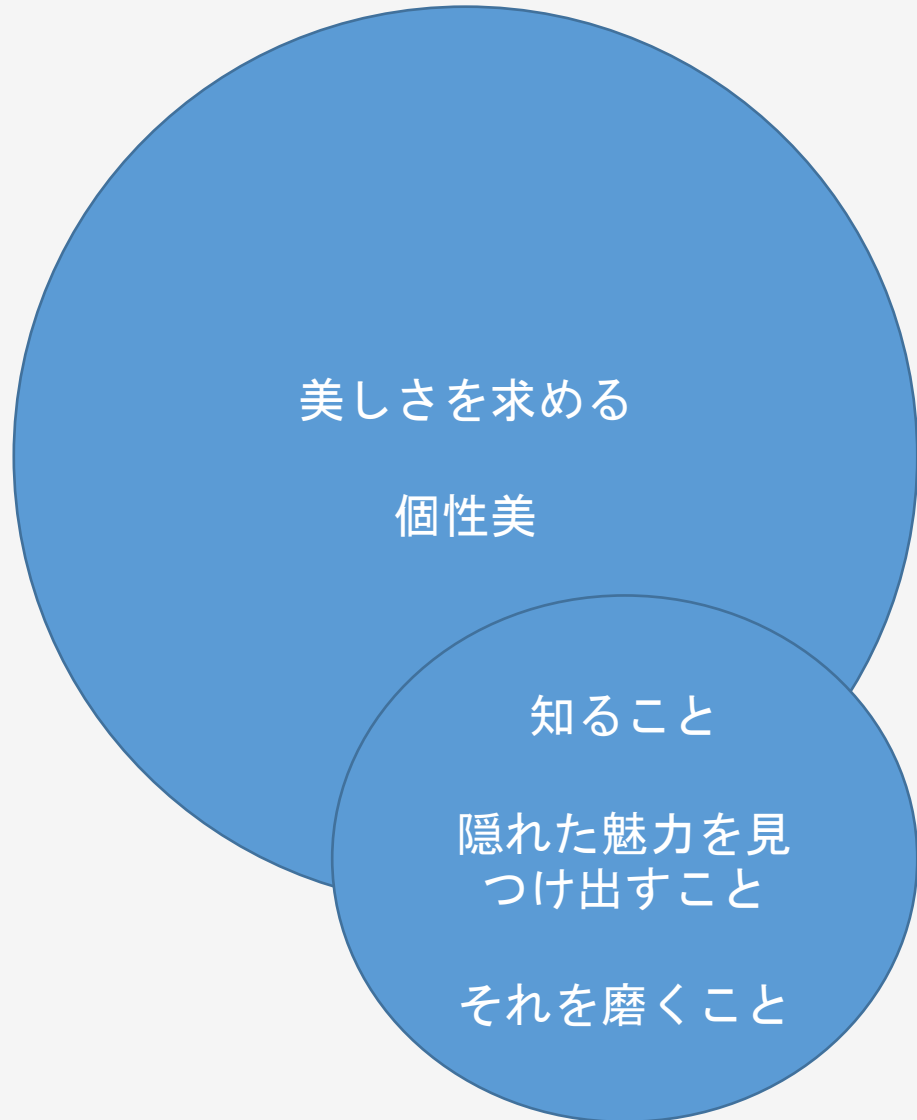 美しさを求める
個性美
知ること
隠れた魅力を見
つけ出すこと
それを磨くこと